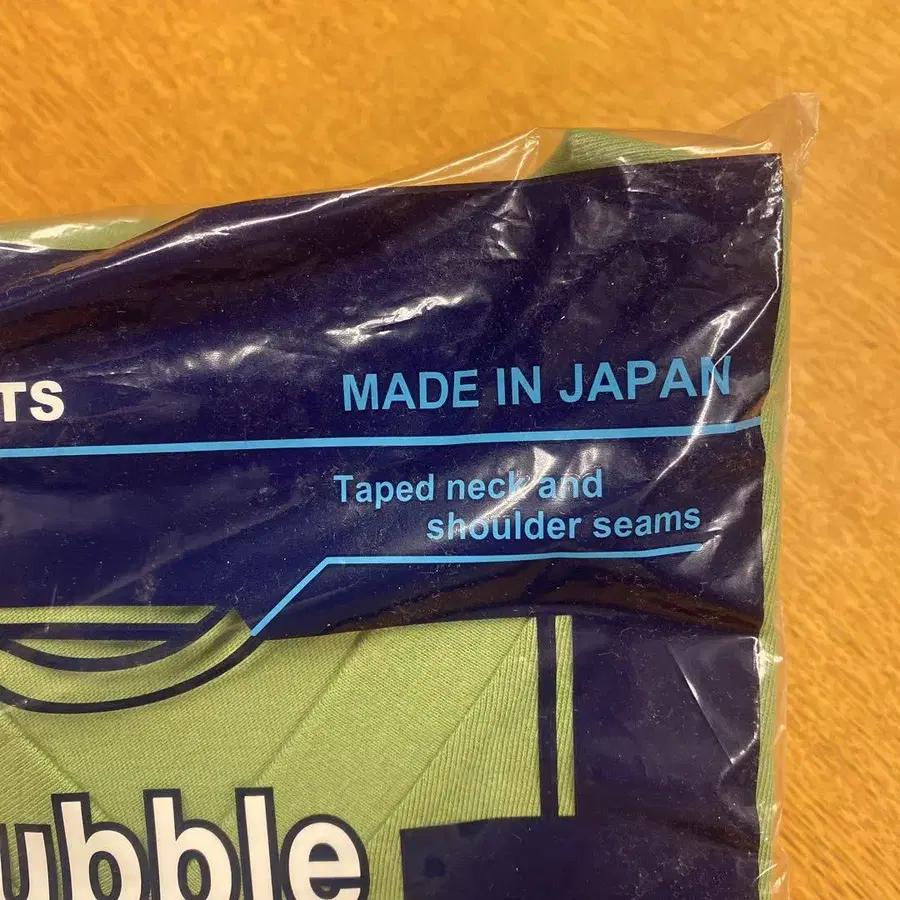 TS
MADE IN JAPAN
Taped neck and
shoulder seams
ubble